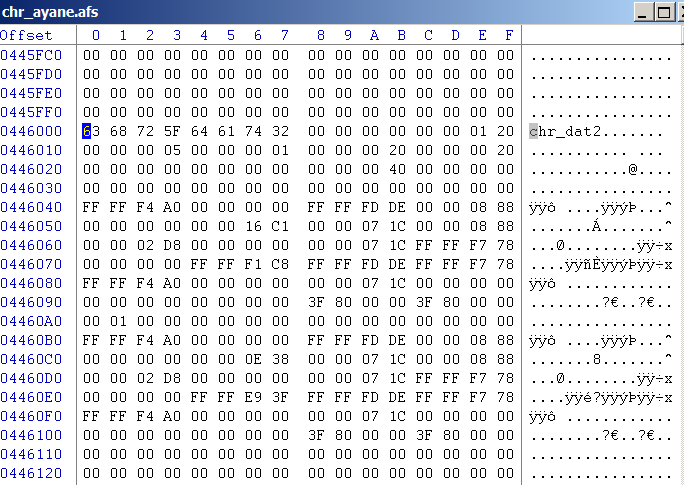 chr_ayane.afs
Offset 0 1 2 3 4 5 6 7 8 9 A B C D E F
0445FC0 00 00 00 00 00 00 00 00 00 00 00 00 00 00 00 00 ................
0445FD0 00 00 00 00 00 00 00 00 00 00 00 00 00 00 00 00 ................
0445FE0 00 00 00 00 00 00 00 00 00 00 00 00 00 00 00 00 ................
0445FF0 00 00 00 00 00 00 00 00 00 00 00 00 00 00 00 00 ................
0446000 63 68 72 5F 64 61 74 32 00 00 00 00 00 00 01 20 chr_dat2.......
0446010 00 00 00 05 00 00 00 01 00 00 00 20 00 00 00 20 ........... ...
0446020 00 00 00 00 00 00 00 00 00 00 00 40 00 00 00 00 ...........@....
0446030 00 00 00 00 00 00 00 00 00 00 00 00 00 00 00 00 ................
0446040 FF FF F4 A0 00 00 00 00 FF FF FD DE 00 00 08 88 ÿÿô ....ÿÿýÞ...ˆ
0446050 00 00 00 00 00 00 16 C1 00 00 07 1C 00 00 08 88 .......Á.......ˆ
0446060 00 00 02 D8 00 00 00 00 00 00 07 1C FF FF F7 78 ...Ø........ÿÿ÷x
0446070 00 00 00 00 FF FF F1 C8 FF FF FD DE FF FF F7 78 ....ÿÿñÈÿÿýÞÿÿ÷x
0446080 FF FF F4 A0 00 00 00 00 00 00 07 1C 00 00 00 00 ÿÿô ............
0446090 00 00 00 00 00 00 00 00 3F 80 00 00 3F 80 00 00 ........?€..?€..
04460A0 00 01 00 00 00 00 00 00 00 00 00 00 00 00 00 00 ................
04460B0 FF FF F4 A0 00 00 00 00 FF FF FD DE 00 00 08 88 ÿÿô ....ÿÿýÞ...ˆ
04460C0 00 00 00 00 00 00 0E 38 00 00 07 1C 00 00 08 88 .......8.......ˆ
04460D0 00 00 02 D8 00 00 00 00 00 00 07 1C FF FF F7 78 ...Ø........ÿÿ÷x
04460E0 00 00 00 00 FF FF E9 3F FF FF FD DE FF FF F7 78 ....ÿÿé?ÿÿýÞÿÿ÷x
04460F0 FF FF F4 A0 00 00 00 00 00 00 07 1C 00 00 00 00 ÿÿô ............
0446100 00 00 00 00 00 00 00 00 3F 80 00 00 3F 80 00 00 ........?€..?€..
0446110 00 00 00 00 00 00 00 00 00 00 00 00 00 00 00 00 ................
0446120 00 00 00 00 00 00 00 00 00 00 00 00 00 00 00 00 ................